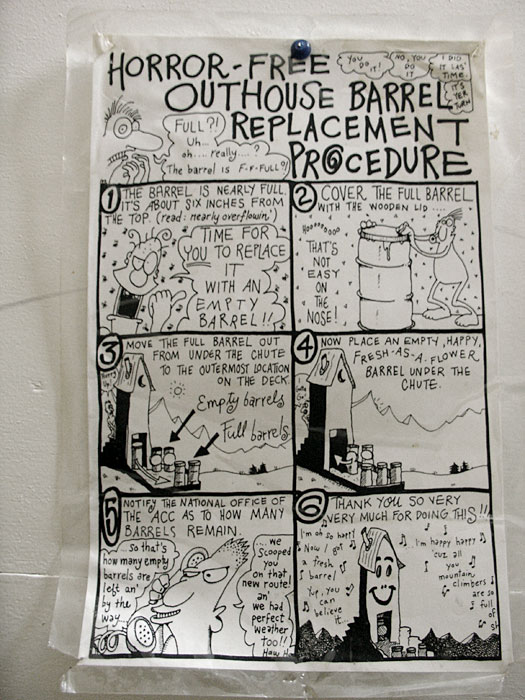 HORROR-FREE
OUTHOUSE BARREL
REPLACEMENT
PROCEDURE
YOU DO IT!
NO, YOU
DO
IT
I DID
IT LAS'
TIME.
IT'S
YER
TURN
FULL?!
Uh...
oh.... really....?
The barrel is F-F-FULL?!
1 THE BARREL IS NEARLY FULL.
IT'S ABOUT SIX INCHES FROM
THE TOP. (read: nearly overflowin')
TIME FOR
YOU TO REPLACE
IT
WITH AN
EMPTY
BARREL!!
2 COVER THE FULL BARREL
WITH THE WOODEN LID....
THAT'S
NOT
EASY
ON
THE
NOSE!
3 MOVE THE FULL BARREL OUT
FROM UNDER THE CHUTE
TO THE OUTERMOST LOCATION
ON THE DECK.
Empty barrels
Full barrels
4 NOW PLACE AN EMPTY, HAPPY,
FRESH-AS-A-FLOWER
BARREL UNDER THE
CHUTE.
5 NOTIFY THE NATIONAL OFFICE OF
THE ACC AS TO HOW MANY
BARRELS REMAIN.
...So that's
how many empty
barrels are
left an'
by the
way....
...we
Scooped
you
on that
new route!
an'
we had
perfect
weather
too!!
Haw H
6 THANK YOU SO VERY
VERY MUCH FOR DOING THIS!!
I'm oh so happy
Now I got
a fresh
barrel
Yup, you
can
believe
it..
I'm happy happy
'cuz all
you
mountain
climbers
are so
full
of
sh